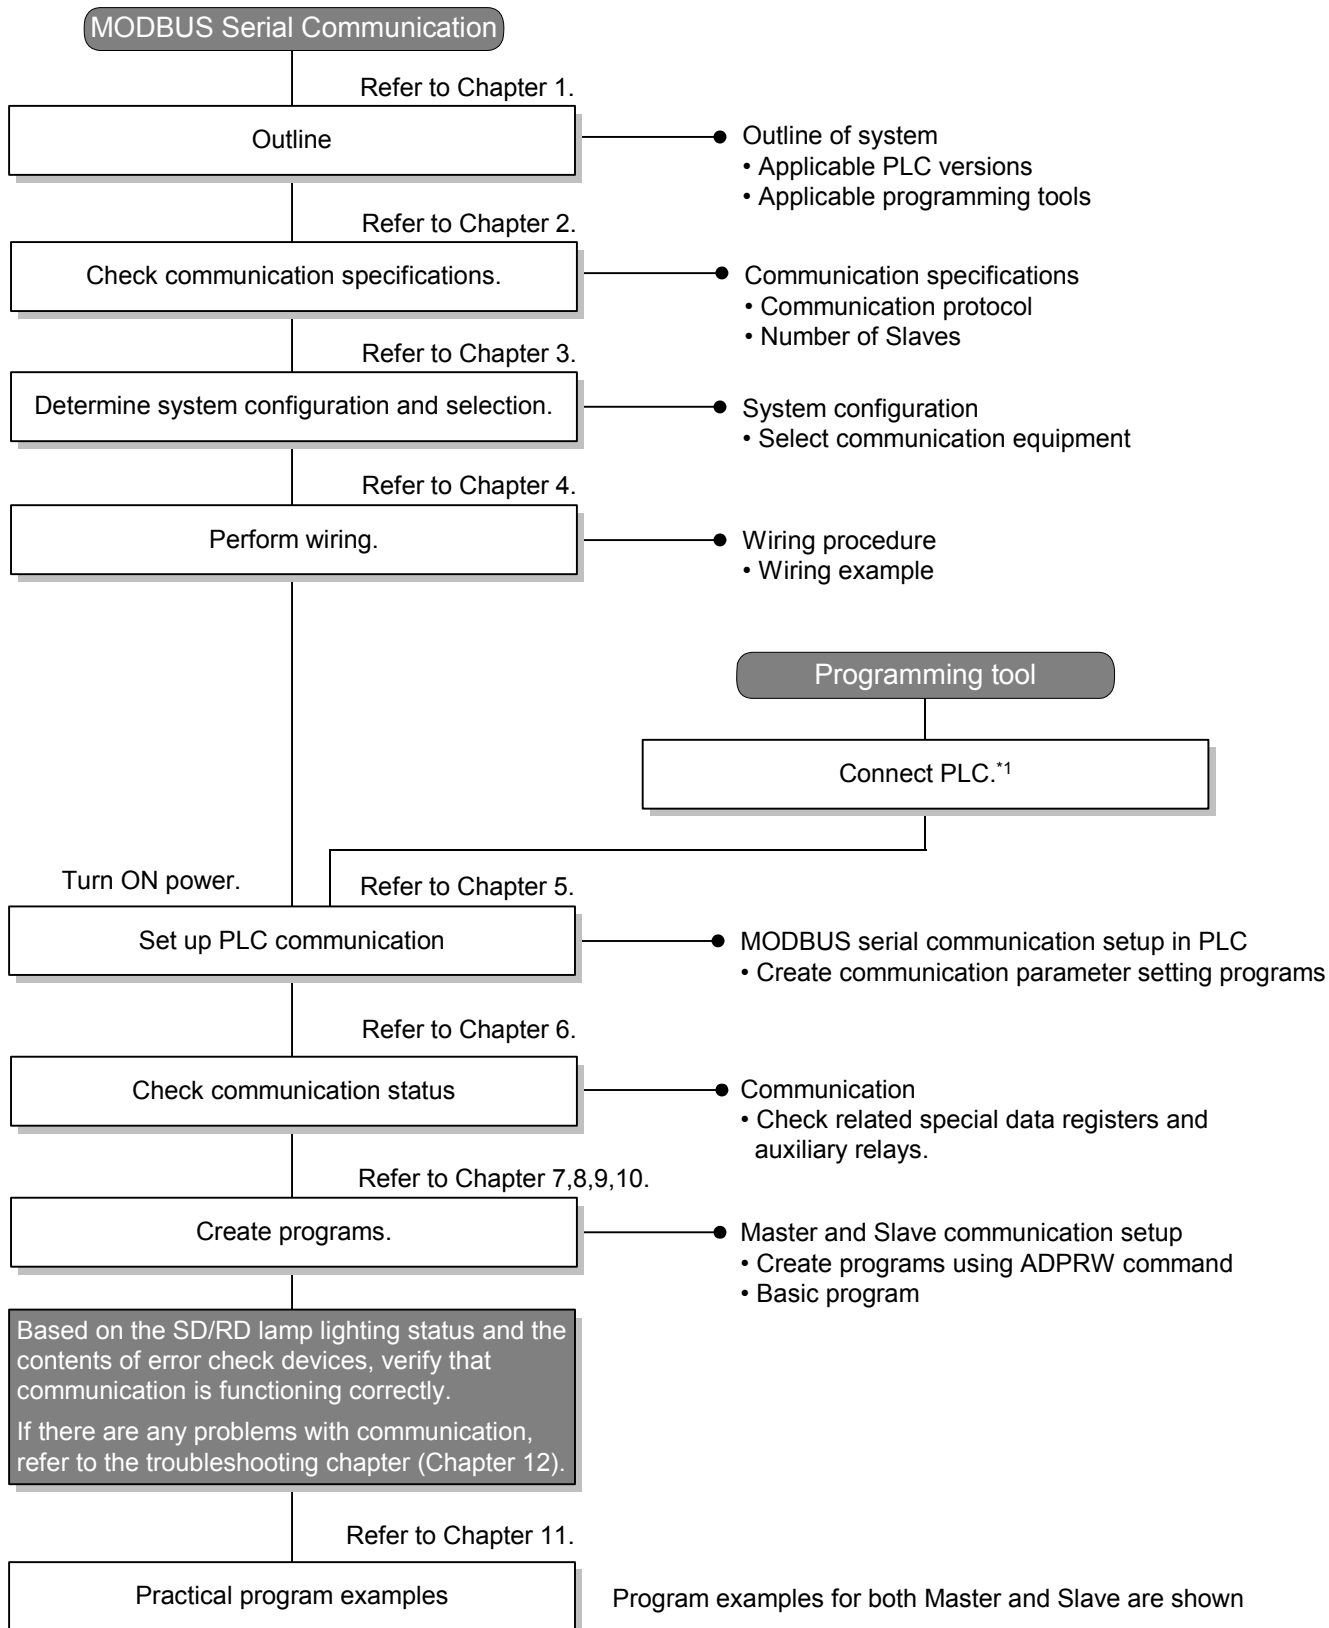 MODBUS Serial Communication
Refer to Chapter 1.
Outline
Outline of system
• Applicable PLC versions
• Applicable programming tools
Refer to Chapter 2.
Check communication specifications.
Communication specifications
• Communication protocol
• Number of Slaves
Refer to Chapter 3.
Determine system configuration and selection.
System configuration
• Select communication equipment
Refer to Chapter 4.
Perform wiring.
Wiring procedure
• Wiring example
Programming tool
Connect PLC.*1
Turn ON power.
Refer to Chapter 5.
Set up PLC communication
MODBUS serial communication setup in PLC
• Create communication parameter setting programs
Refer to Chapter 6.
Check communication status
Communication
• Check related special data registers and
auxiliary relays.
Refer to Chapter 7,8,9,10.
Create programs.
Master and Slave communication setup
• Create programs using ADPRW command
• Basic program
Based on the SD/RD lamp lighting status and the
contents of error check devices, verify that
communication is functioning correctly.
If there are any problems with communication,
refer to the troubleshooting chapter (Chapter 12).
Refer to Chapter 11.
Practical program examples
Program examples for both Master and Slave are shown